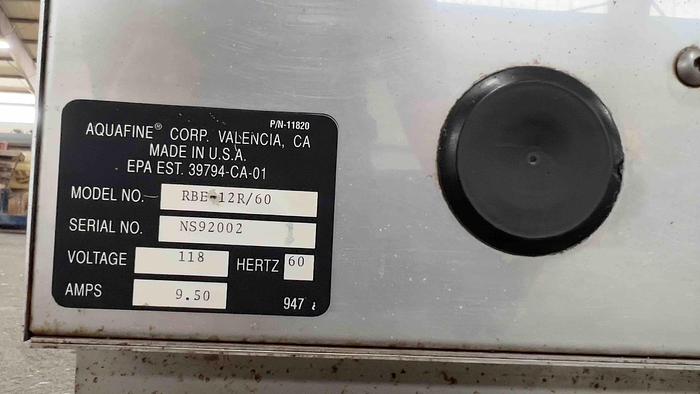 P/N-11820
AQUAFINE® CORP. VALENCIA, CA
MADE IN U.S.A.
EPA EST. 39794-CA-01
MODEL NO. RBE-12R/60
SERIAL NO. NS92002
VOLTAGE 118 HERTZ 60
AMPS 9.50
947